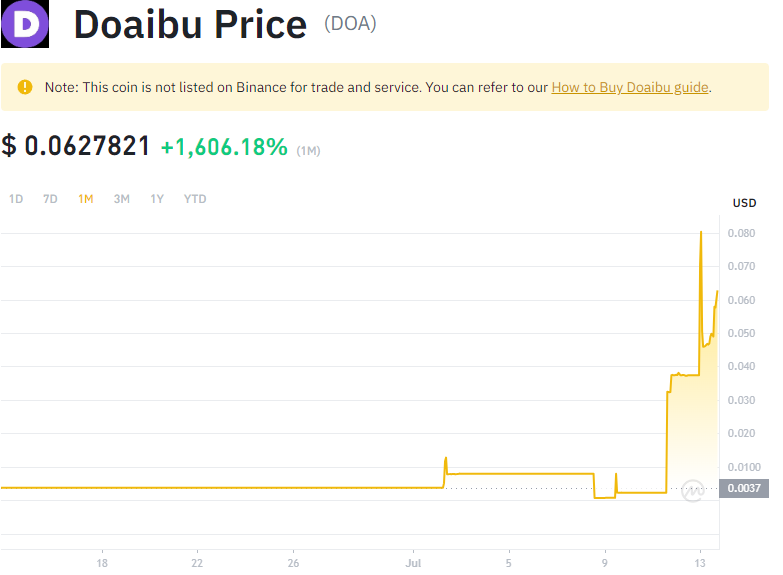 D
Doaibu Price (DOA)
Note: This coin is not listed on Binance for trade and service. You can refer to our How to Buy Doaibu guide.
$ 0.0627821 +1,606.18% (1M)
1D 7D 1M 3M 1Y YTD
USD
0.080
0.070
0.060
0.050
0.040
0.030
0.020
0.0100
0.0037
18 22 26 Jul 5 9 13